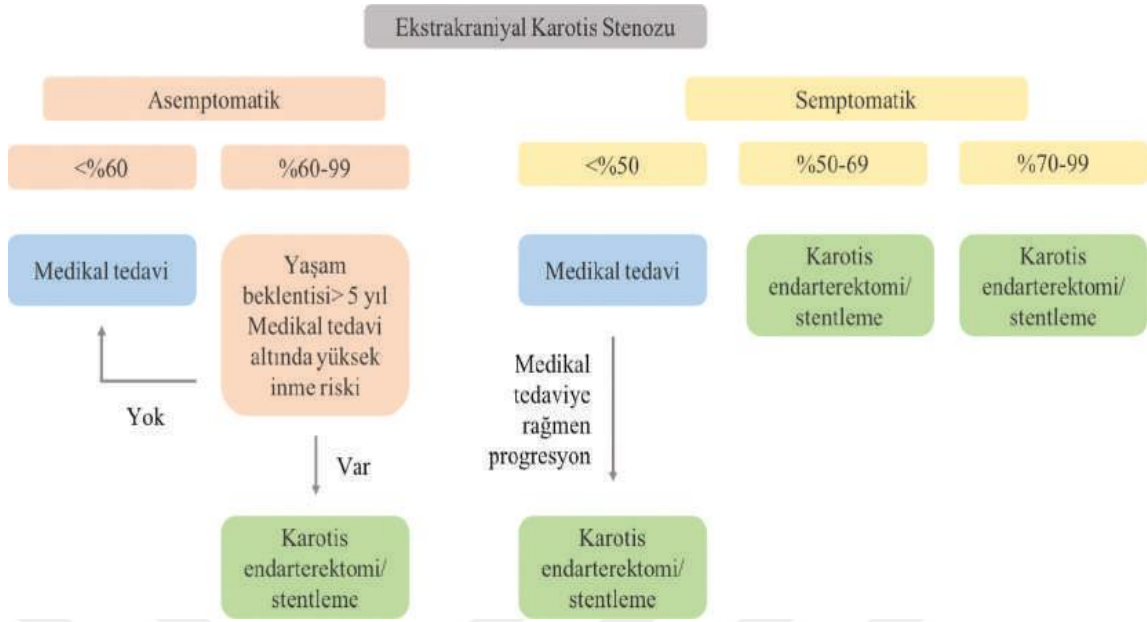 Ekstrakraniyal Karotis Stenozu
Asemptomatik
Semptomatik
<%60
%60-99
<%50
%50-69
%70-99
Medikal tedavi
Yaşam
beklentisi> 5 yıl
Medikal tedavi
altında yüksek
inme riski
Medikal tedavi
Karotis
endarterektomi/
stentleme
Karotis
endarterektomi/
stentleme
Yok
Var
Medikal
tedaviye
rağmen
progresyon
Karotis
endarterektomi/
stentleme
Karotis
endarterektomi/
stentleme